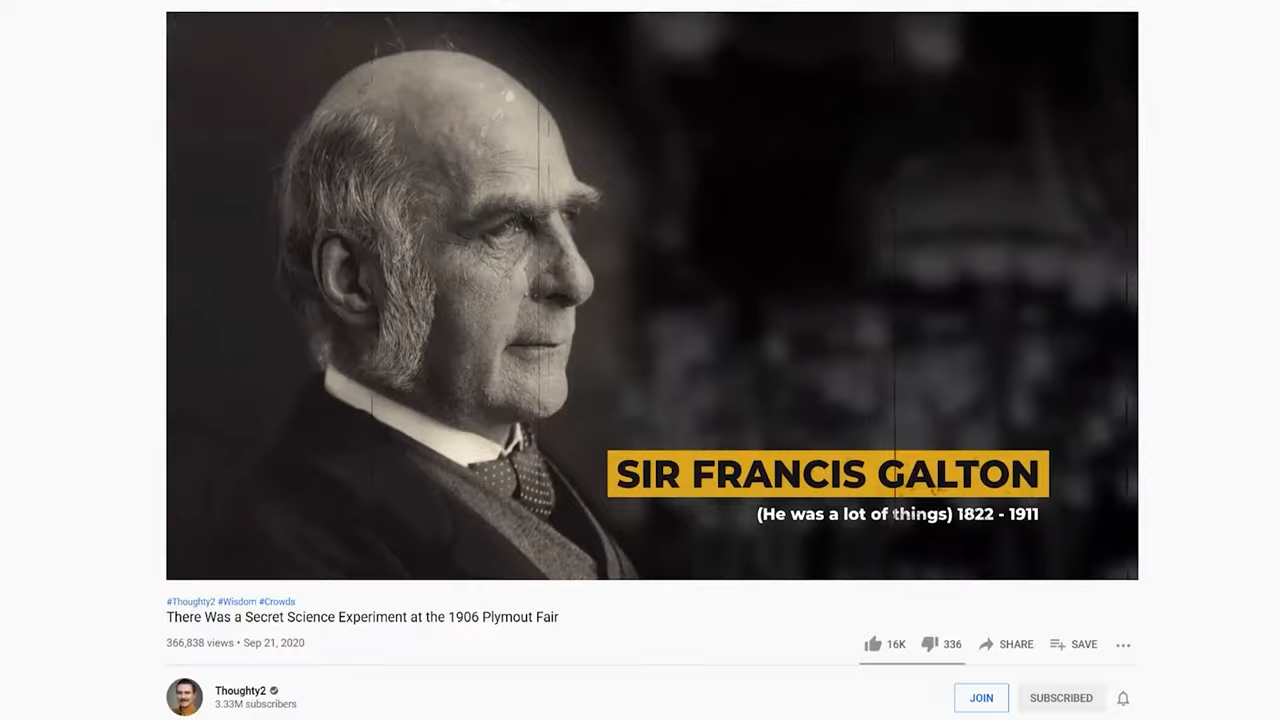 SIR FRANCIS GALTON
(He was a lot of things) 1822 - 1911
#Thoughty2 #Wisdom #Crowds
There Was a Secret Science Experiment at the 1906 Plymout Fair
366,838 views • Sep 21, 2020
16K 336 SHARE SAVE
Thoughty2
3.33M subscribers
JOIN SUBSCRIBED